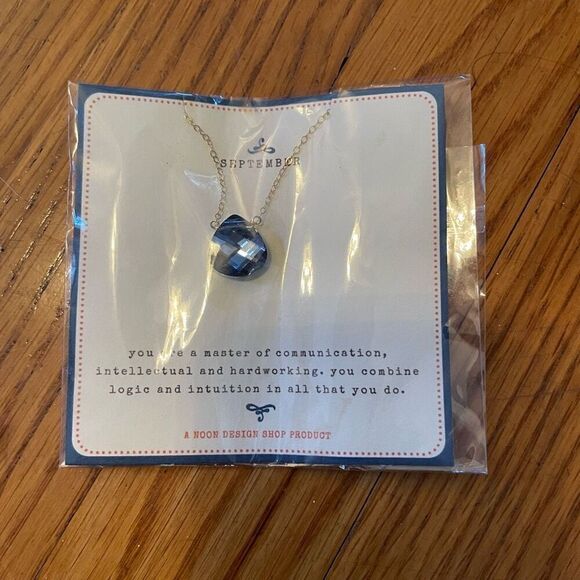 SEPTEMBER
you are a master of communication,
intellectual and hardworking. you combine
logic and intuition in all that you do.
A NOON DESIGN SHOP PRODUCT